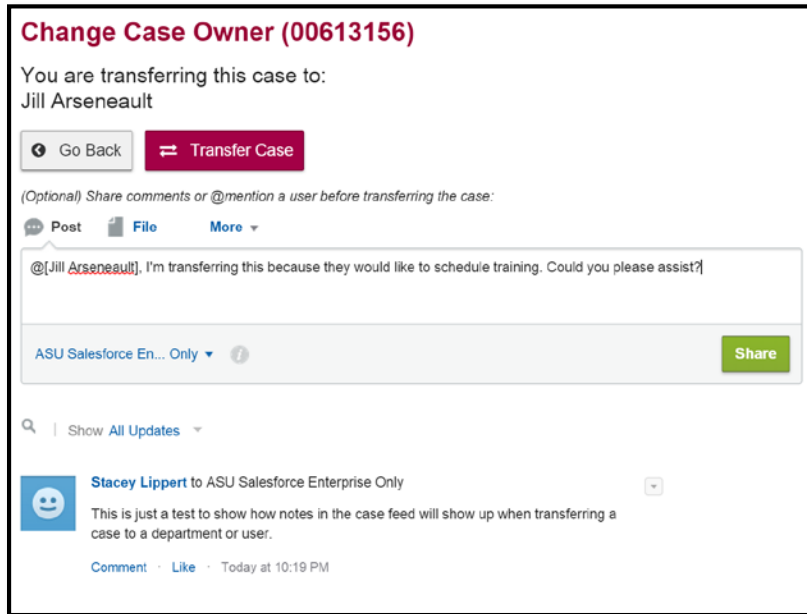 Change Case Owner (00613156)
You are transferring this case to:
Jill Arseneault
Go Back
Transfer Case
(Optional) Share comments or @mention a user before transferring the case:
Post File More
@[Jill Arseneault], I'm transferring this because they would like to schedule training. Could you please assist?
ASU Salesforce En... Only
Share
Show All Updates
Stacey Lippert to ASU Salesforce Enterprise Only
This is just a test to show how notes in the case feed will show up when transferring a
case to a department or user.
Comment · Like · Today at 10:19 PM